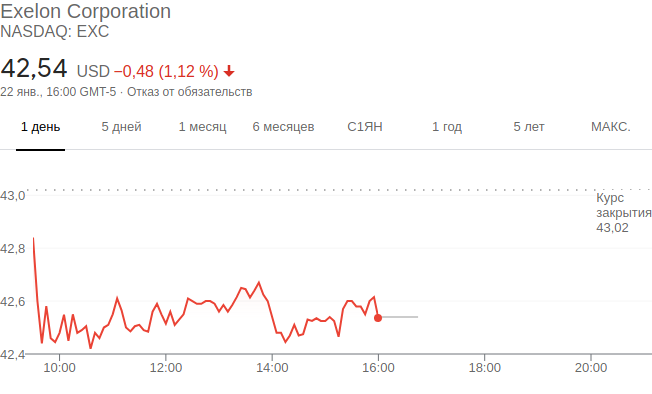 Exelon Corporation
NASDAQ: EXC
42,54 USD −0,48 (1,12 %)
22 янв., 16:00 GMT-5 · Отказ от обязательств
1 день 5 дней 1 месяц 6 месяцев С1ЯН 1 год 5 лет МАКС.
43,0
Курс
закрытия
43,02
42,8
42,6
42,4
10:00 12:00 14:00 16:00 18:00 20:00